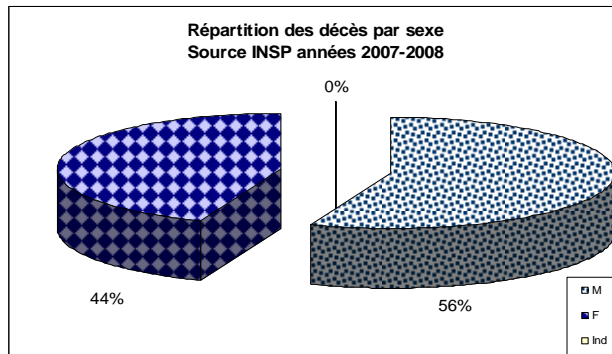 Répartition des décès par sexe
Source INSP années 2007-2008
0%
44%
56%
M
F
Ind